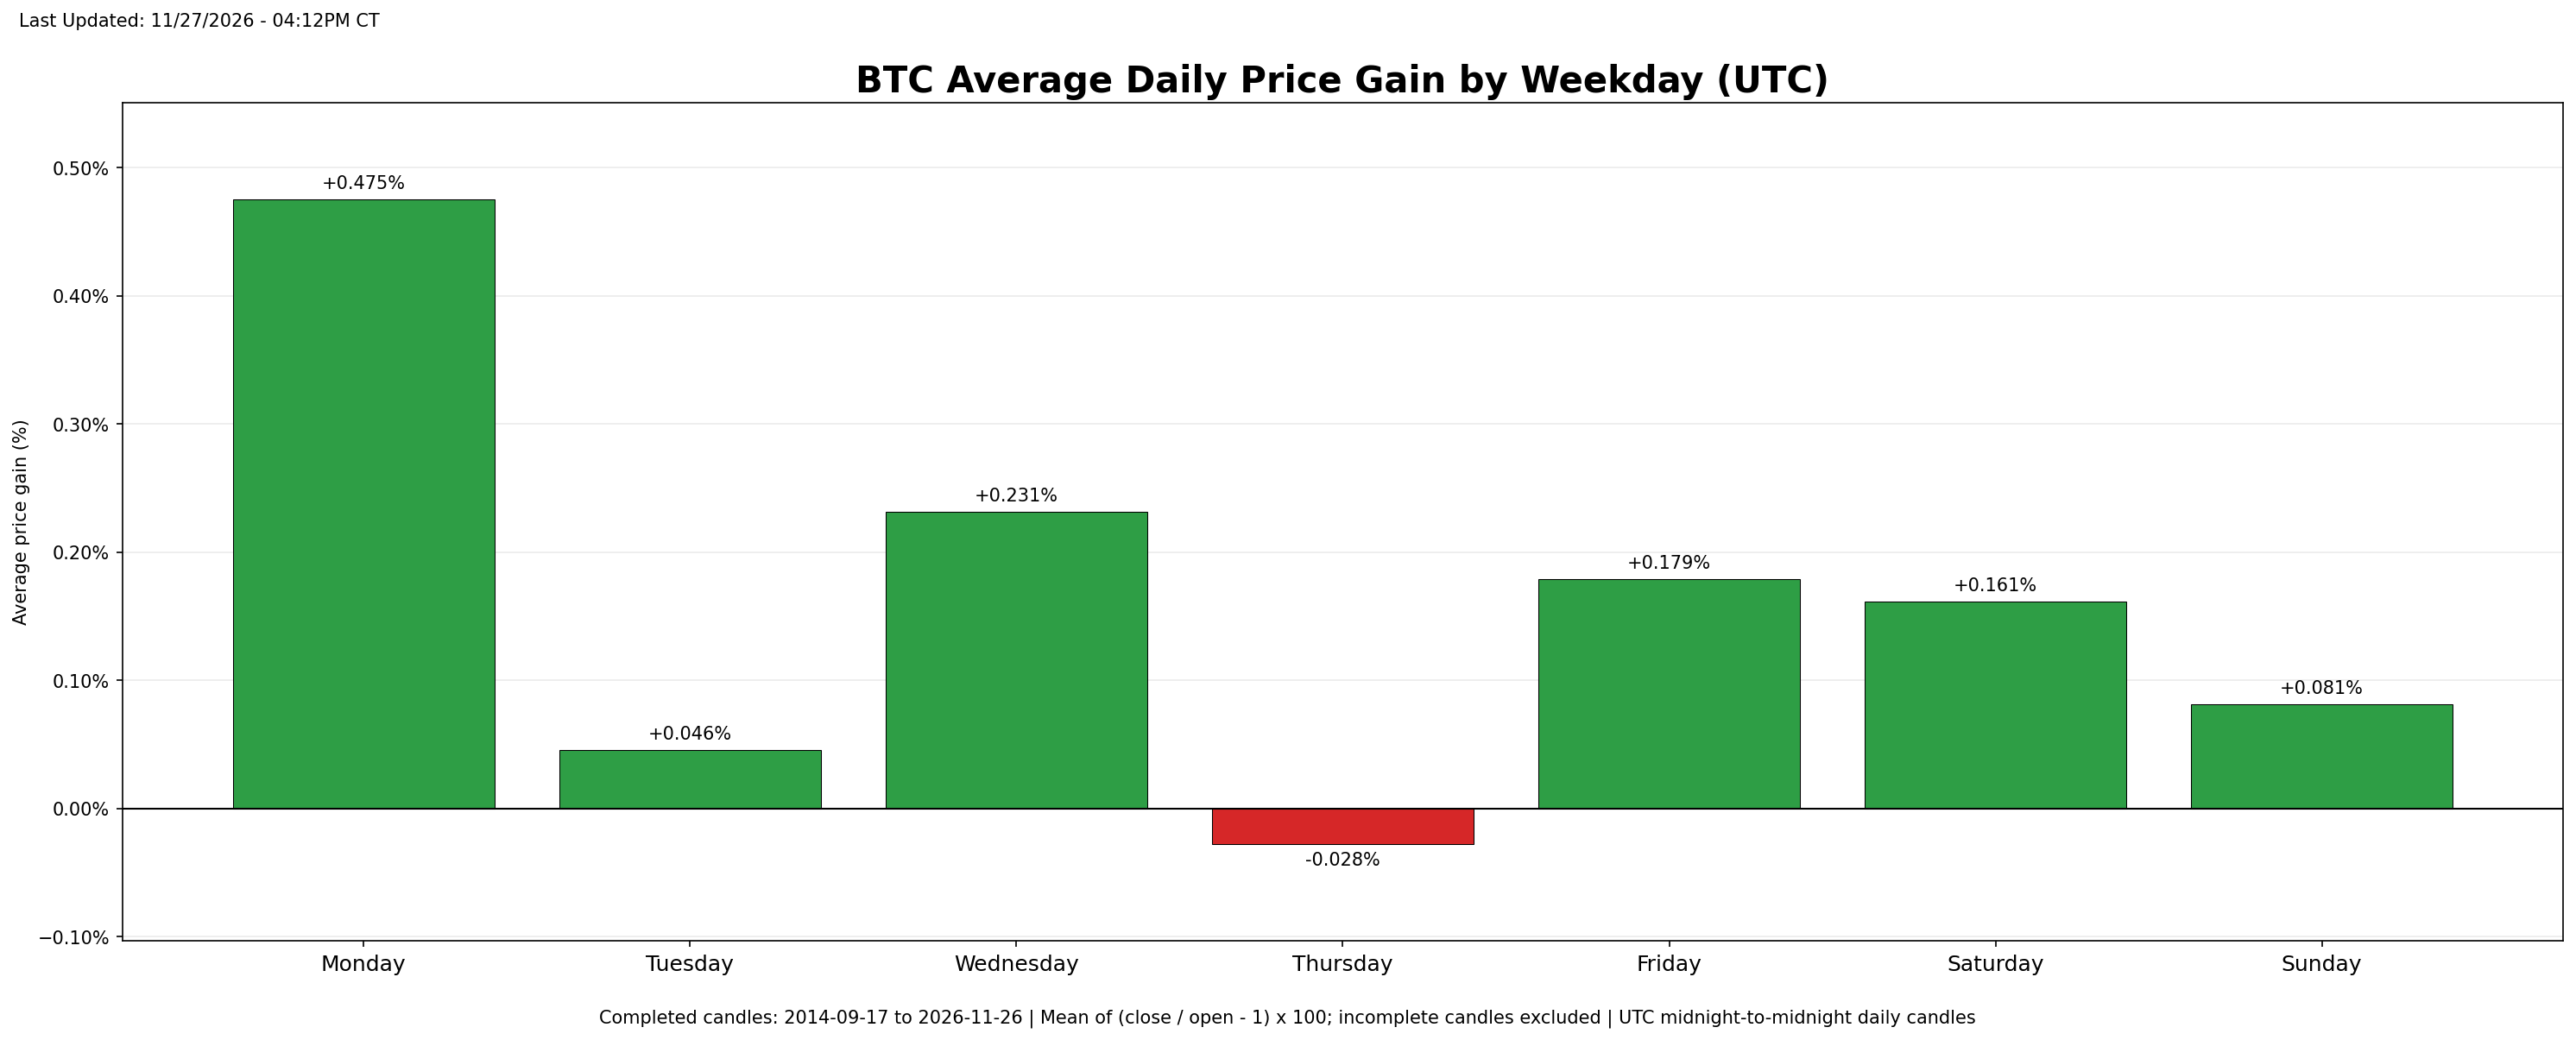 Last Updated: 11/27/2026 - 04:12PM CT
BTC Average Daily Price Gain by Weekday (UTC)
Average price gain (%)
0.50%
0.40%
0.30%
0.20%
0.10%
0.00%
−0.10%
+0.475%
+0.046%
+0.231%
-0.028%
+0.179%
+0.161%
+0.081%
Monday Tuesday Wednesday Thursday Friday Saturday Sunday
Completed candles: 2014-09-17 to 2026-11-26 | Mean of (close / open - 1) x 100; incomplete candles excluded | UTC midnight-to-midnight daily candles